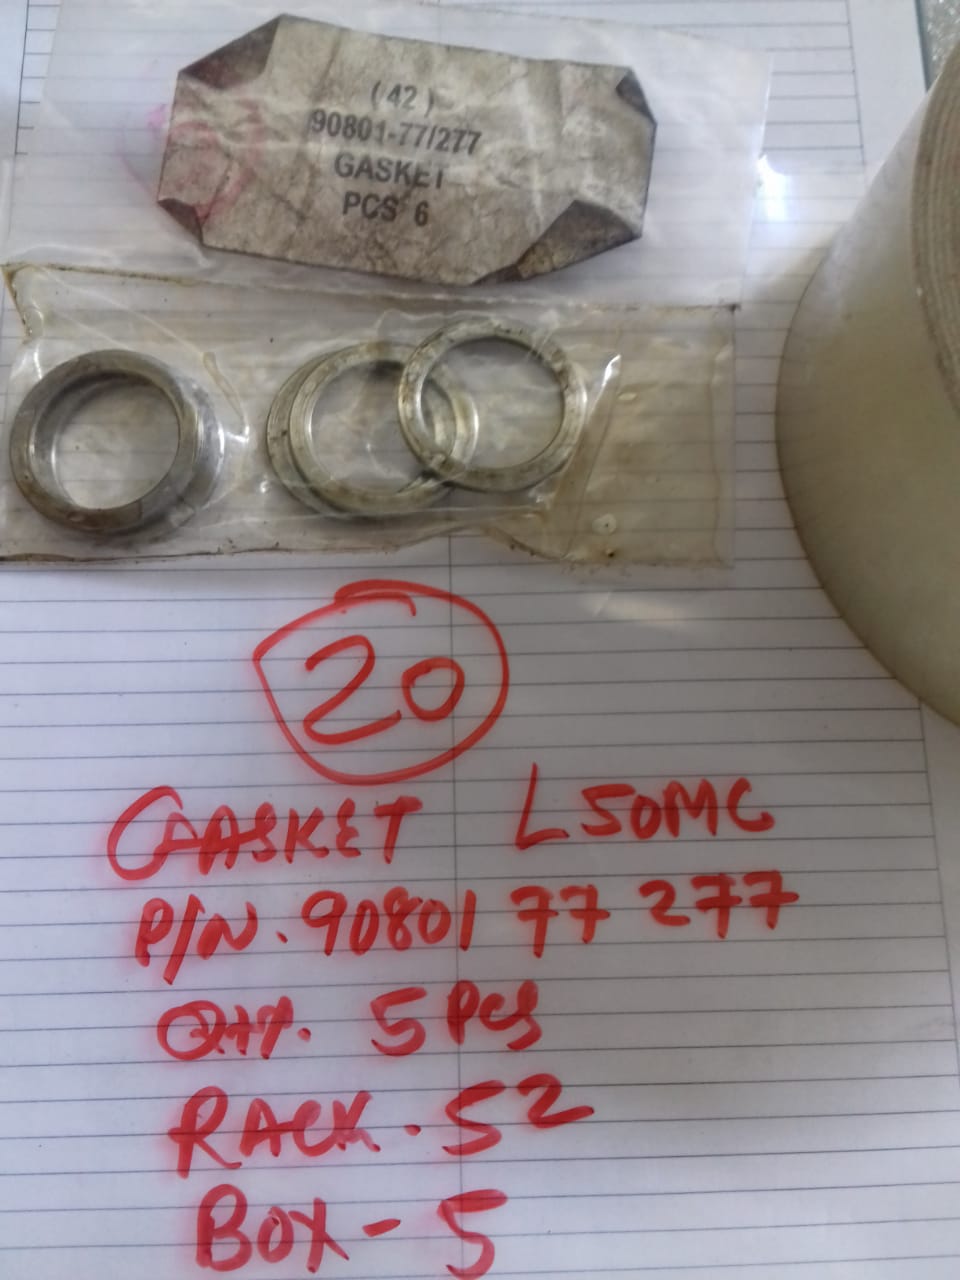 (42)
90801-77/277
GASKET
PCS 6
20
GASKET L50MC
P/N. 90801 77 277
Qty. 5 Pcs
RACK. 52
BOX - 5